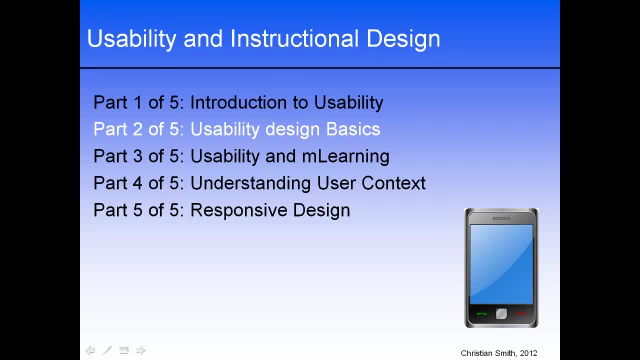 Usability and Instructional Design
Part 1 of 5: Introduction to Usability
Part 2 of 5: Usability design Basics
Part 3 of 5: Usability and mLearning
Part 4 of 5: Understanding User Context
Part 5 of 5: Responsive Design
Christian Smith, 2012